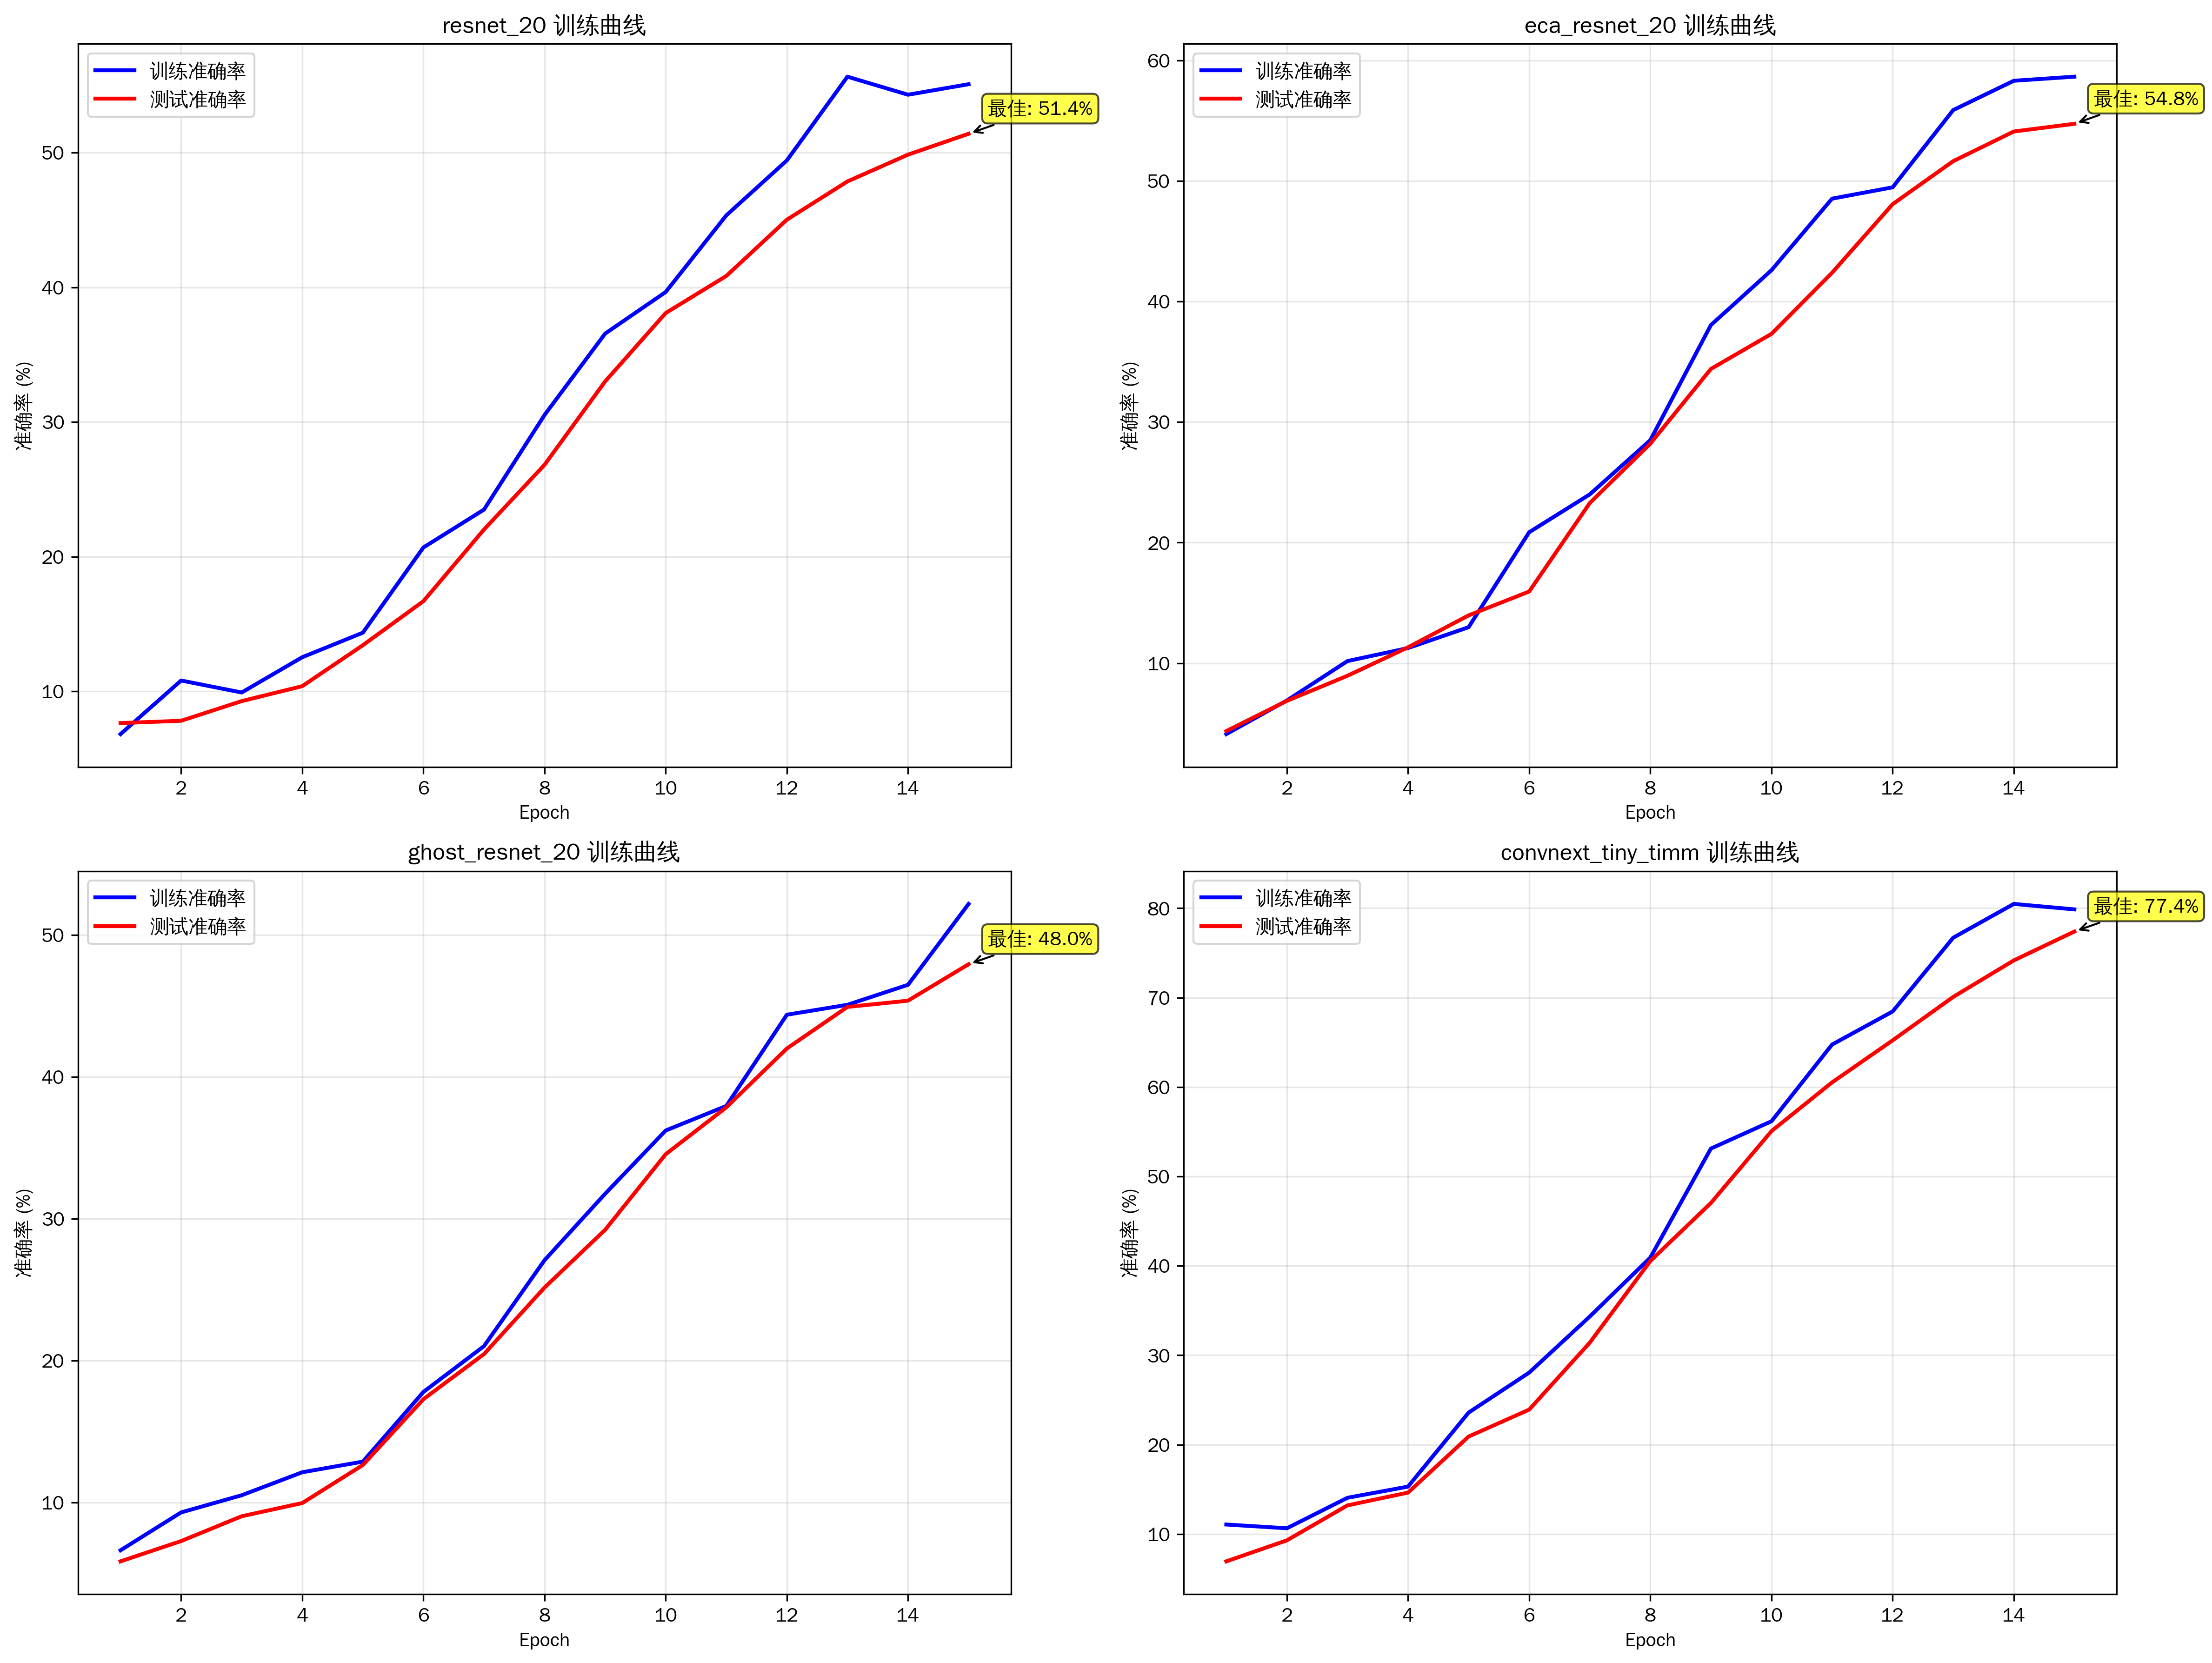 resnet_20 训练曲线
训练准确率
测试准确率
最佳: 51.4%
50
40
30
20
10
准确率 (%)
2 4 6 8 10 12 14
Epoch
eca_resnet_20 训练曲线
训练准确率
测试准确率
最佳: 54.8%
60
50
40
30
20
10
准确率 (%)
2 4 6 8 10 12 14
Epoch
ghost_resnet_20 训练曲线
训练准确率
测试准确率
最佳: 48.0%
50
40
30
20
10
准确率 (%)
2 4 6 8 10 12 14
Epoch
convnext_tiny_timm 训练曲线
训练准确率
测试准确率
最佳: 77.4%
80
70
60
50
40
30
20
10
准确率 (%)
2 4 6 8 10 12 14
Epoch